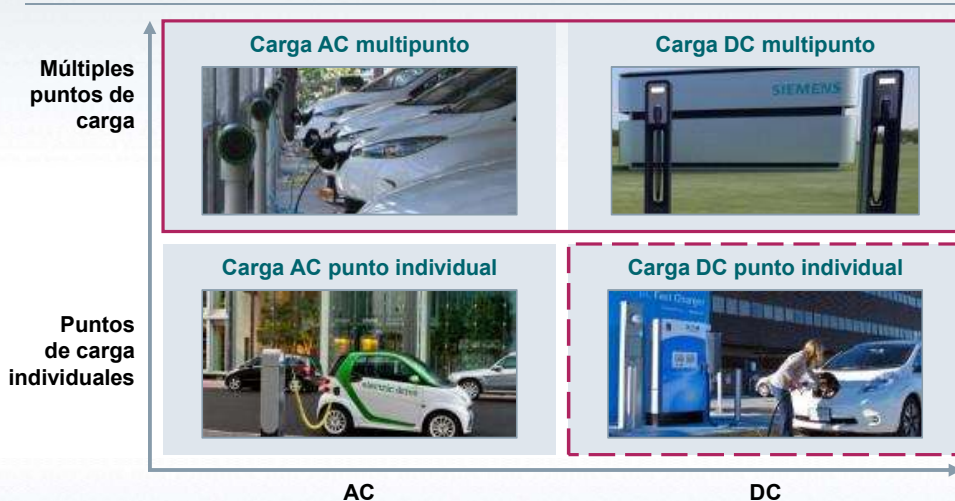 Múltiples
puntos de
carga
Carga AC multipunto
Carga DC multipunto
SIEMENS
Puntos
de carga
individuales
Carga AC punto individual
electric drive
Carga DC punto individual
Fast Charger
AC
DC